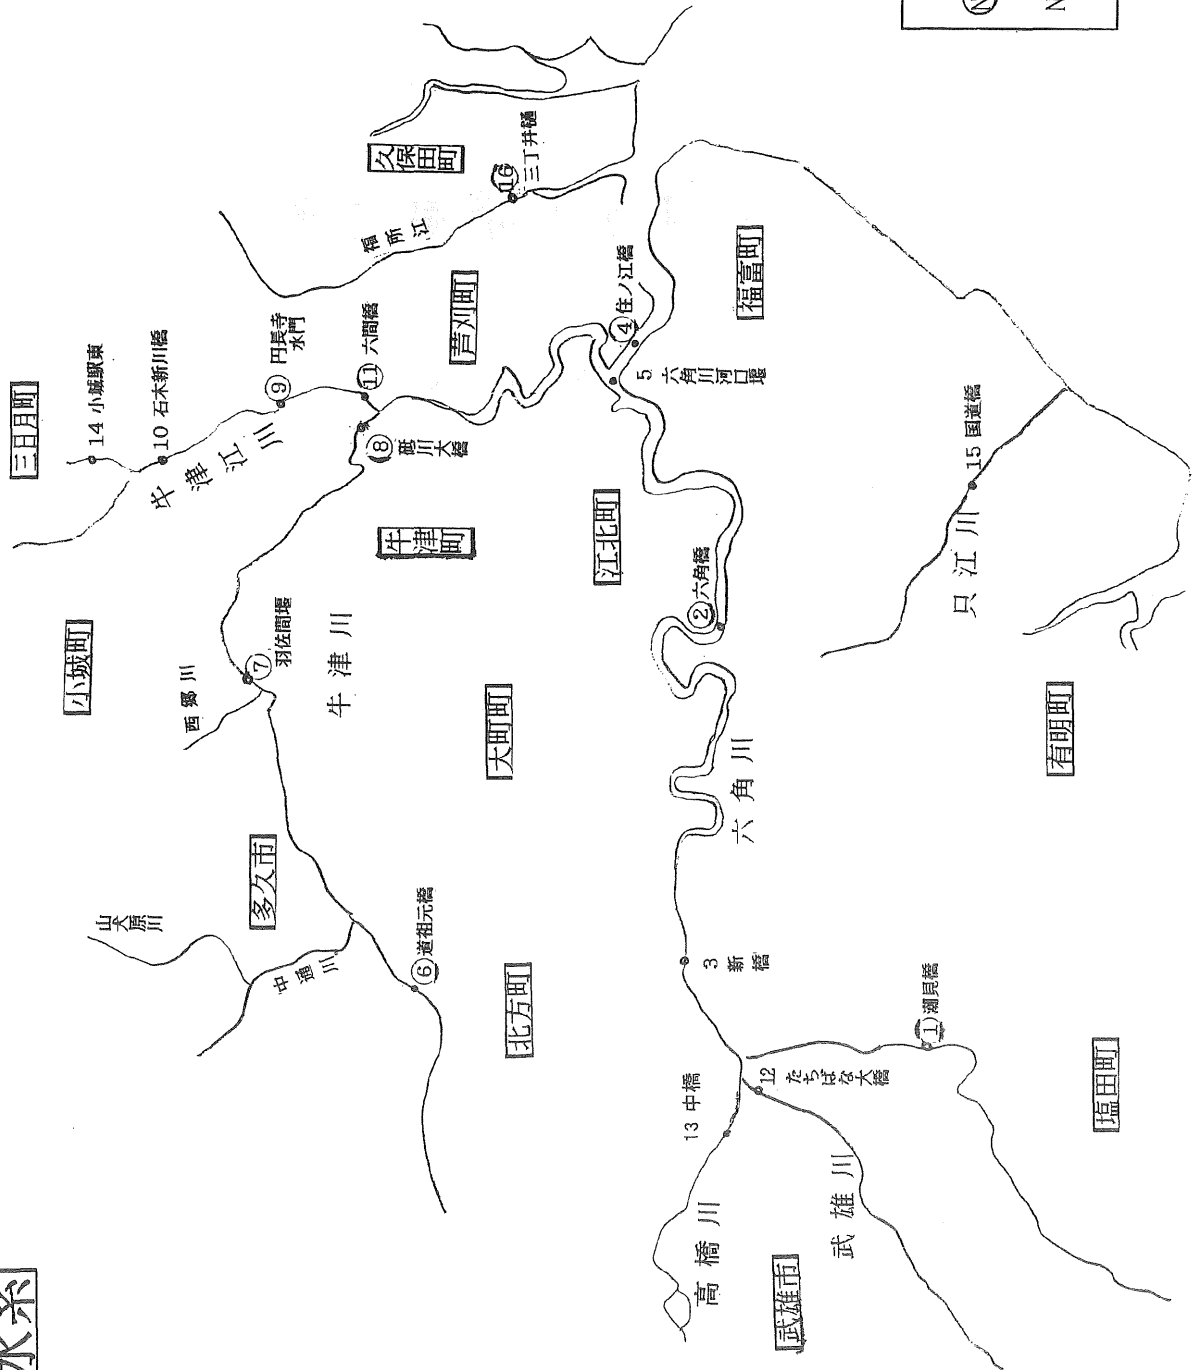 水系
三日月町
14 小城駅東
10 石木新川橋
牛津江川
⑨ 円長寺
水門
⑪ 六間橋
⑧ 砥川
大橋
久保田町
福所江
⑯ 三丁井樋
芦刈町
④ 住ノ江橋
5 六角川河口堰
福富町
小城町
西郷川
⑦ 羽佐間堰
牛津川
牛津町
江北町
② 六角橋
15 国道橋
只江川
多久市
山犬原川
中通川
⑥ 道祖元橋
大町町
六角川
有明町
北方町
3 新橋
① 潮見橋
12 たちばな大橋
13 中橋
高橋川
武雄川
武雄市
塩田町
Ⓝ
N